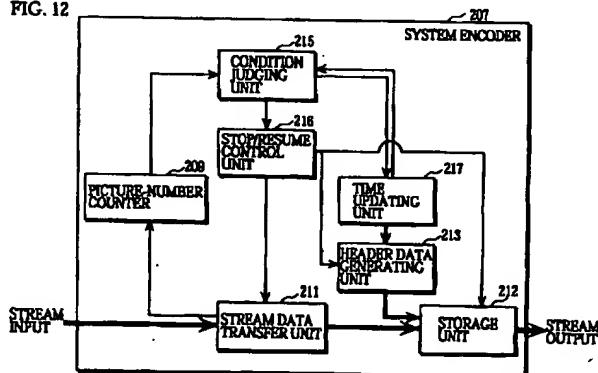 FIG. 12
207
SYSTEM ENCODER
215
CONDITION
JUDGING
UNIT
216
STOP/RESUME
CONTROL
UNIT
209
PICTURE-NUMBER
COUNTER
217
TIME
UPDATING
UNIT
213
HEADER DATA
GENERATING
UNIT
211
STREAM DATA
TRANSFER UNIT
212
STORAGE
UNIT
STREAM
INPUT
STREAM
OUTPUT